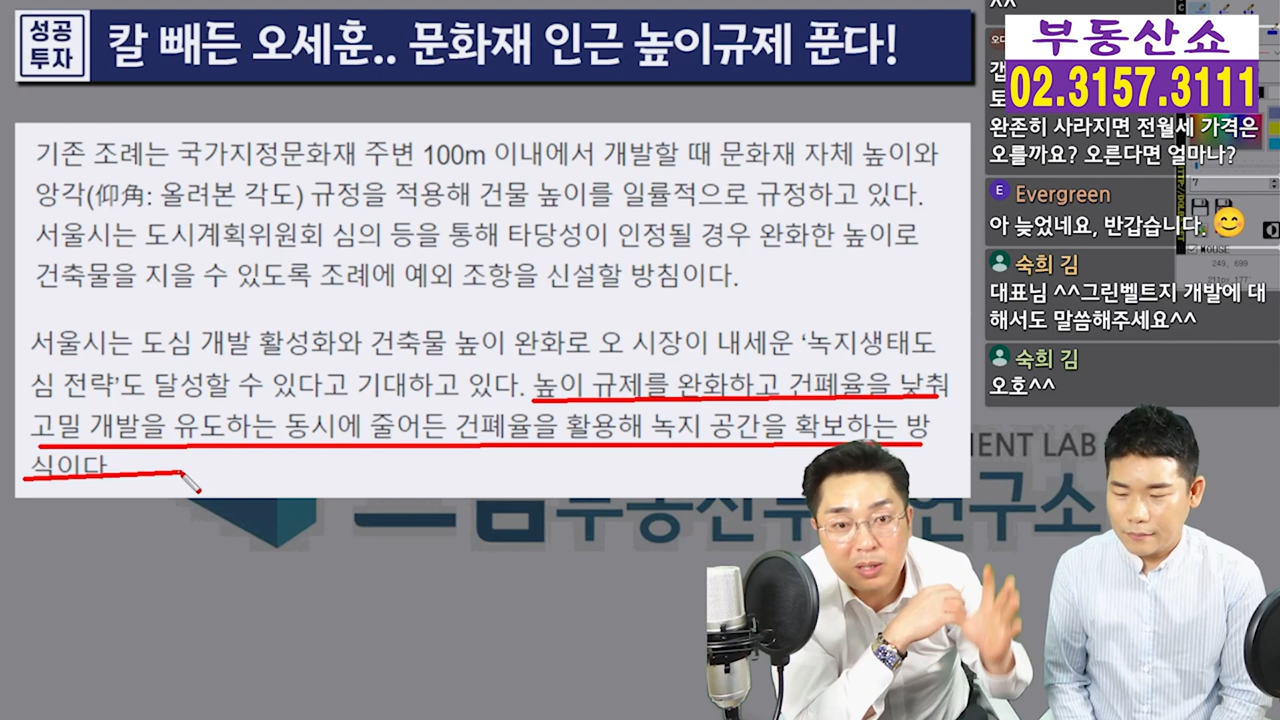 성공
투자
칼 빼든 오세훈.. 문화재 인근 높이규제 푼다!
기존 조례는 국가지정문화재 주변 100m 이내에서 개발할 때 문화재 자체 높이와
앙각(仰角: 올려본 각도) 규정을 적용해 건물 높이를 일률적으로 규정하고 있다.
서울시는 도시계획위원회 심의 등을 통해 타당성이 인정될 경우 완화한 높이로
건축물을 지을 수 있도록 조례에 예외 조항을 신설할 방침이다.
서울시는 도심 개발 활성화와 건축물 높이 완화로 오 시장이 내세운 ‘녹지생태도
심 전략’도 달성할 수 있다고 기대하고 있다. 높이 규제를 완화하고 건폐율을 낮춰
고밀 개발을 유도하는 동시에 줄어든 건폐율을 활용해 녹지 공간을 확보하는 방
식이다
부동산쇼
02.3157.3111
^^
갭
토
완존히 사라지면 전월세 가격은
오를까요? 오른다면 얼마나?
E Evergreen
아 늦었네요, 반갑습니다.
숙희 김
대표님 ^^그린벨트지 개발에 대
해서도 말씀해주세요^^
숙희 김
오호^^
7
MOUSE
249, 699
MENT LAB
연구소